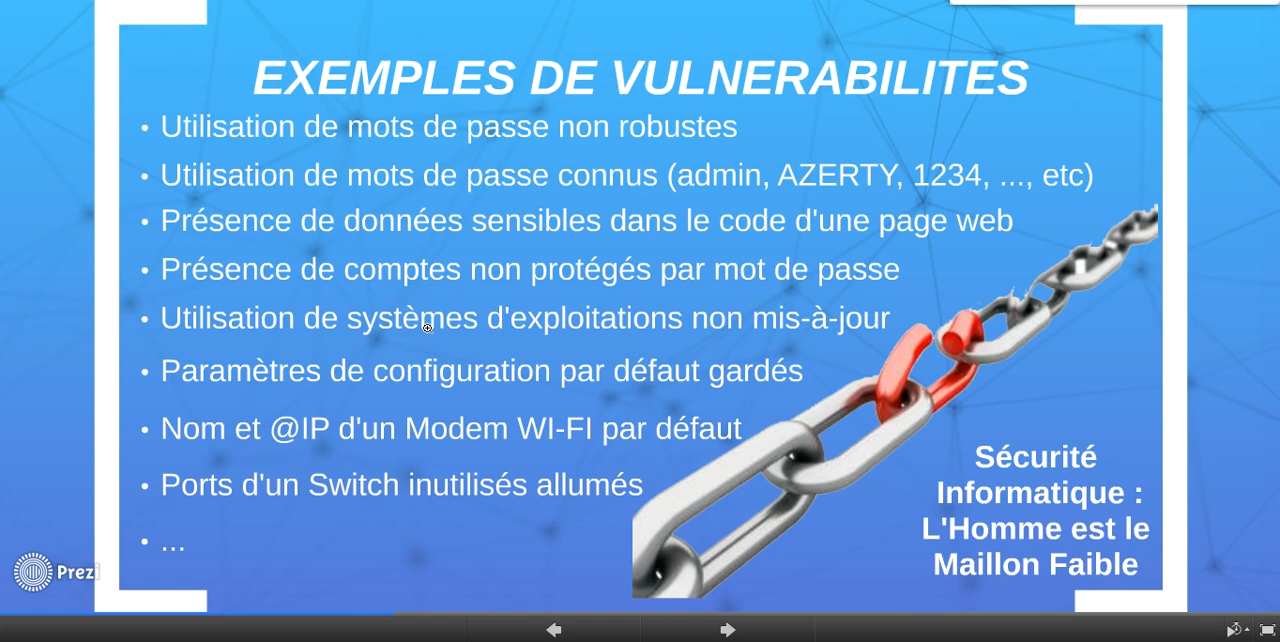 EXEMPLES DE VULNERABILITES
• Utilisation de mots de passe non robustes
• Utilisation de mots de passe connus (admin, AZERTY, 1234, ..., etc)
• Présence de données sensibles dans le code d'une page web
• Présence de comptes non protégés par mot de passe
• Utilisation de systèmes d'exploitations non mis-à-jour
• Paramètres de configuration par défaut gardés
• Nom et @IP d'un Modem WI-FI par défaut
• Ports d'un Switch inutilisés allumés
• ...
Sécurité
Informatique :
L'Homme est le
Maillon Faible
Prezi